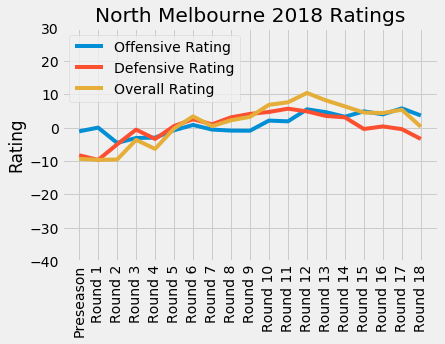 North Melbourne 2018 Ratings
Offensive Rating
Defensive Rating
Overall Rating
Rating
30
20
10
0
−10
−20
−30
−40
Preseason
Round 1
Round 2
Round 3
Round 4
Round 5
Round 6
Round 7
Round 8
Round 9
Round 10
Round 11
Round 12
Round 13
Round 14
Round 15
Round 16
Round 17
Round 18